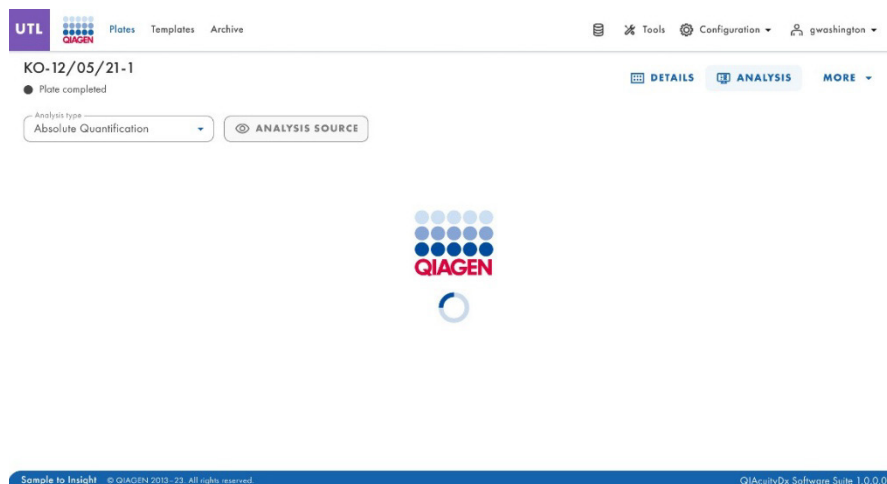 UTL QIAGEN Plates Templates Archive Tools Configuration gwashington
KO-12/05/21-1
Plate completed
DETAILS ANALYSIS MORE
Analysis type
Absolute Quantification ANALYSIS SOURCE
QIAGEN
Sample to Insight © QIAGEN 2013-23. All rights reserved. QIAcuityDx Software Suite 1.0.0.0